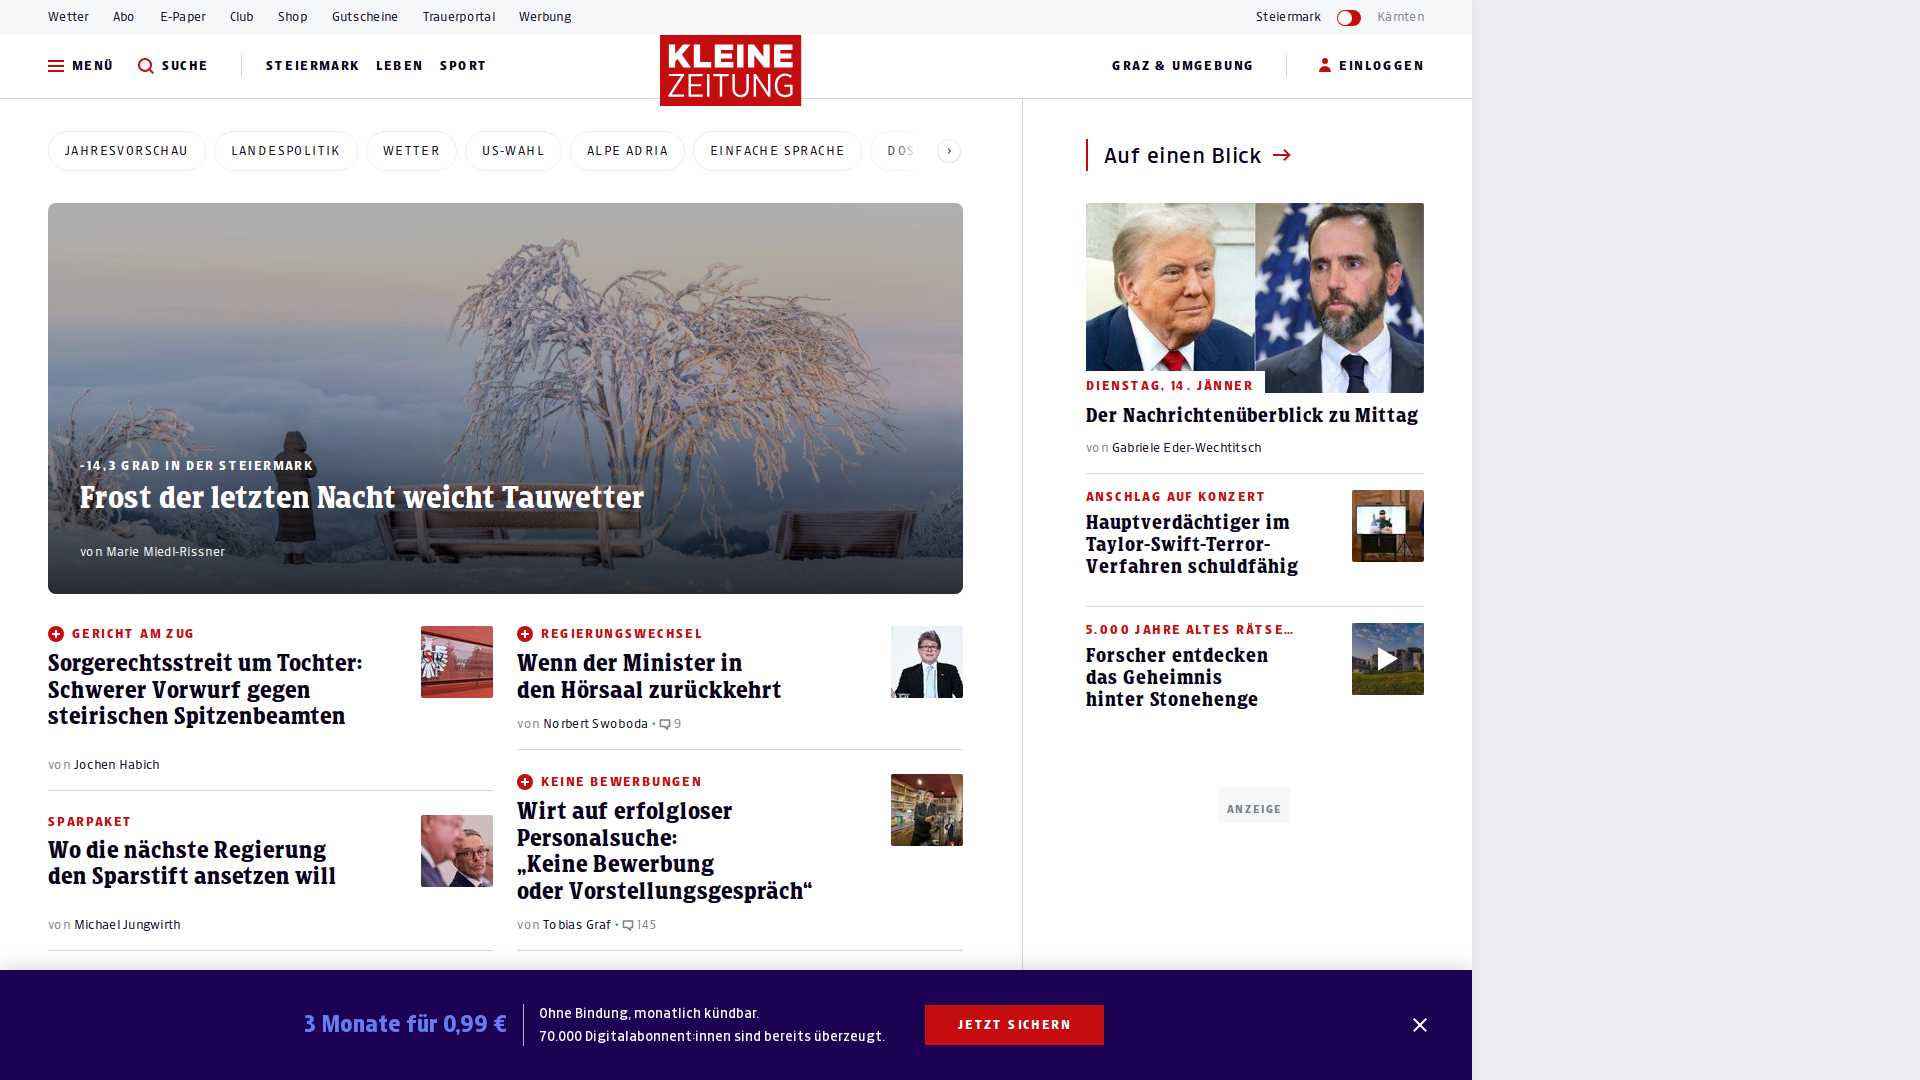 Wetter Abo E-Paper Club Shop Gutscheine Trauerportal Werbung Steiermark Kärnten
MENÜ SUCHE STEIERMARK LEBEN SPORT KLEINE ZEITUNG GRAZ & UMGEBUNG EINLOGGEN
JAHRESVORSCHAU LANDESPOLITIK WETTER US-WAHL ALPE ADRIA EINFACHE SPRACHE DOS
-14,3 GRAD IN DER STEIERMARK
Frost der letzten Nacht weicht Tauwetter
von Marie Miedl-Rissner
GERICHT AM ZUG
Sorgerechtsstreit um Tochter:
Schwerer Vorwurf gegen
steirischen Spitzenbeamten
von Jochen Habich
SPARPAKET
Wo die nächste Regierung
den Sparstift ansetzen will
von Michael Jungwirth
REGIERUNGSWECHSEL
Wenn der Minister in
den Hörsaal zurückkehrt
von Norbert Swoboda • 9
KEINE BEWERBUNGEN
Wirt auf erfolgloser
Personalsuche:
„Keine Bewerbung
oder Vorstellungsgespräch“
von Tobias Graf • 145
Auf einen Blick
DIENSTAG, 14. JÄNNER
Der Nachrichtenüberblick zu Mittag
von Gabriele Eder-Wechtitsch
ANSCHLAG AUF KONZERT
Hauptverdächtiger im
Taylor-Swift-Terror-
Verfahren schuldfähig
5.000 JAHRE ALTES RÄTSE…
Forscher entdecken
das Geheimnis
hinter Stonehenge
ANZEIGE
3 Monate für 0,99 €
Ohne Bindung, monatlich kündbar.
70.000 Digitalabonnent:innen sind bereits überzeugt.
JETZT SICHERN